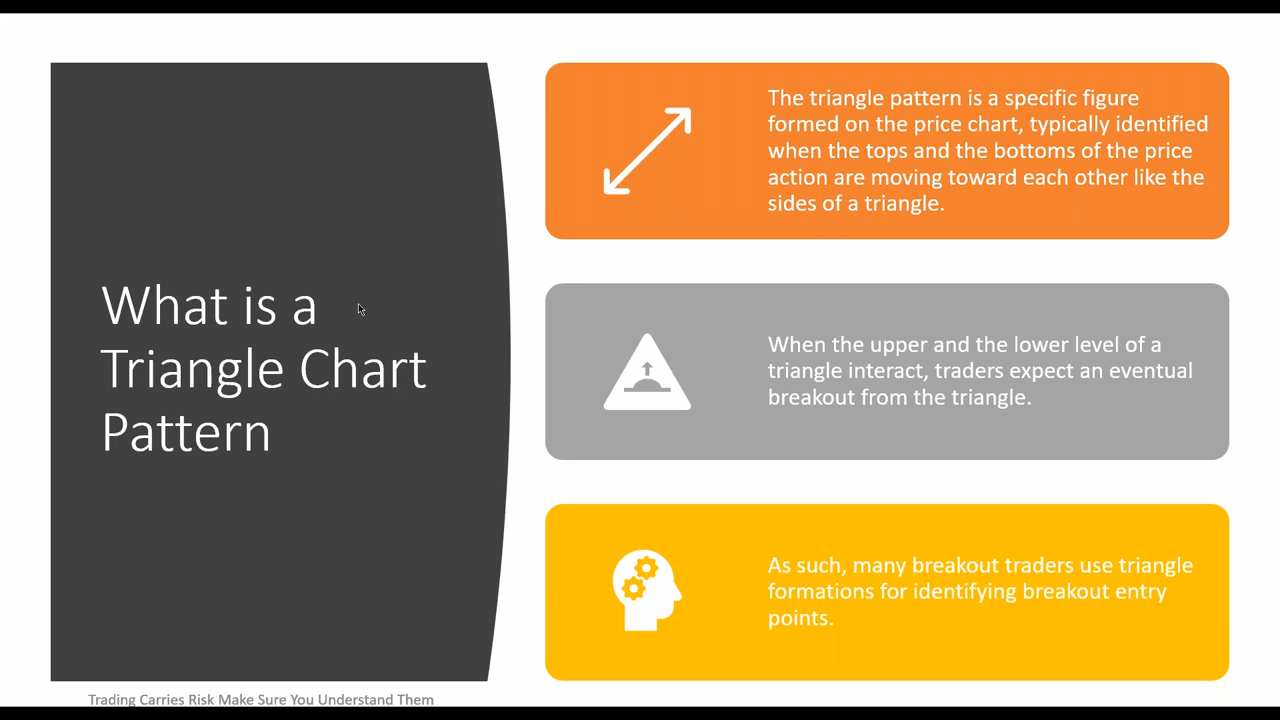 What is a
Triangle Chart
Pattern
The triangle pattern is a specific figure
formed on the price chart, typically identified
when the tops and the bottoms of the price
action are moving toward each other like the
sides of a triangle.
When the upper and the lower level of a
triangle interact, traders expect an eventual
breakout from the triangle.
As such, many breakout traders use triangle
formations for identifying breakout entry
points.
Trading Carries Risk Make Sure You Understand Them